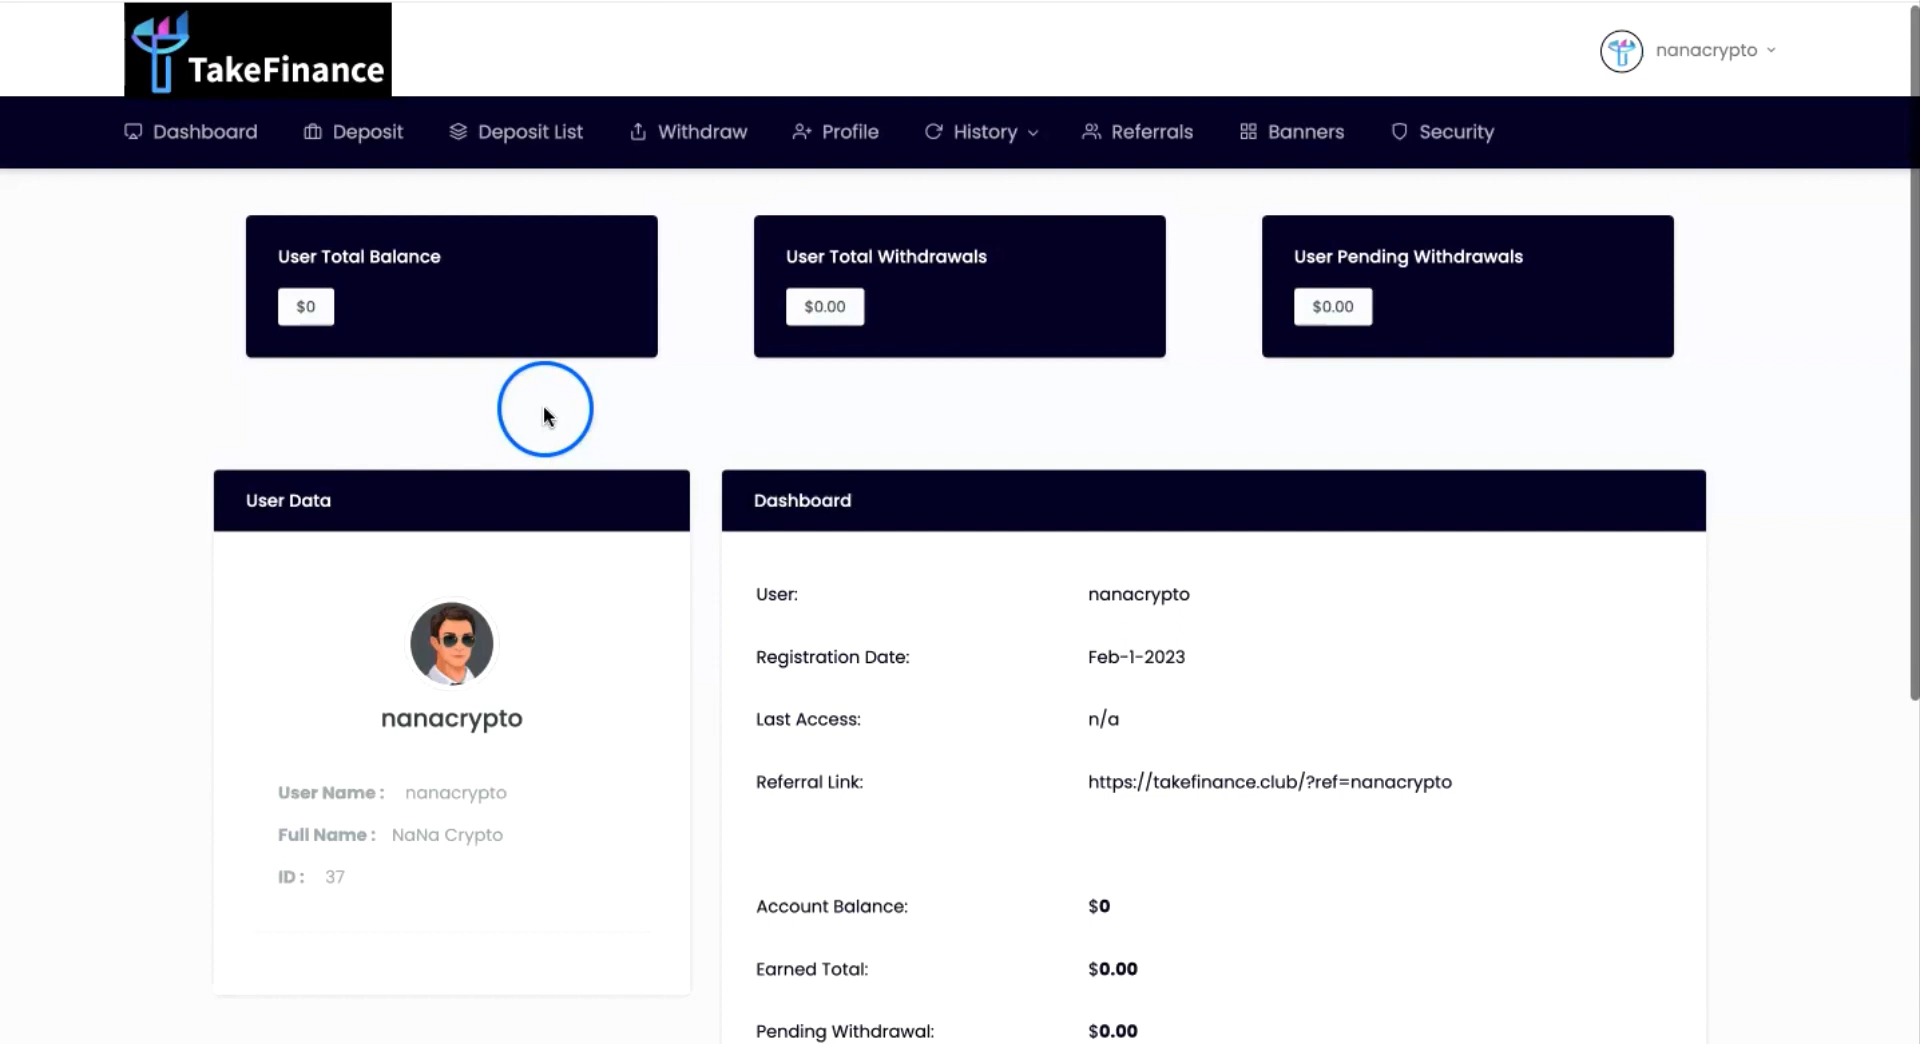 TakeFinance
nanacrypto
Dashboard Deposit Deposit List Withdraw Profile History Referrals Banners Security
User Total Balance
$0
User Total Withdrawals
$0.00
User Pending Withdrawals
$0.00
User Data
nanacrypto
User Name : nanacrypto
Full Name : NaNa Crypto
ID : 37
Dashboard
User: nanacrypto
Registration Date: Feb-1-2023
Last Access: n/a
Referral Link: https://takefinance.club/?ref=nanacrypto
Account Balance: $0
Earned Total: $0.00
Pending Withdrawal: $0.00